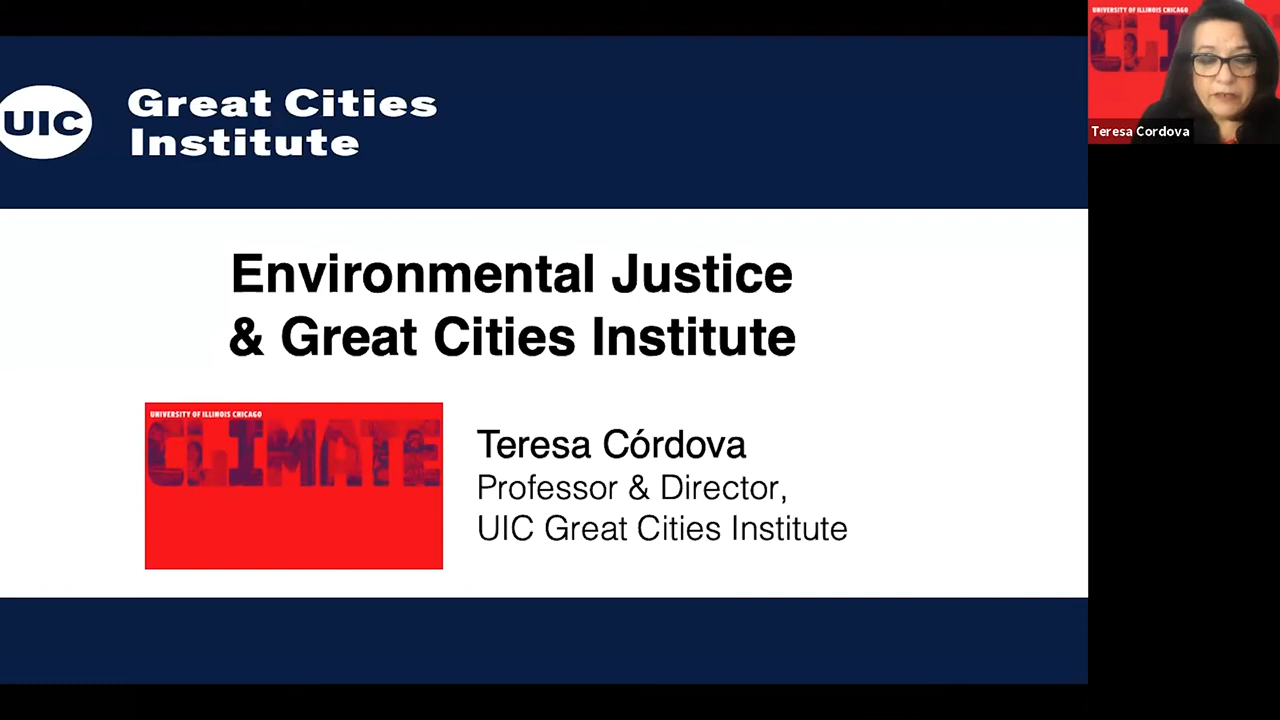 UIC
Great Cities
Institute
Environmental Justice
& Great Cities Institute
UNIVERSITY OF ILLINOIS CHICAGO
CLIMATE
Teresa Córdova
Professor & Director,
UIC Great Cities Institute
UNIVERSITY OF ILLINOIS CHICAGO
CLI
Teresa Cordova